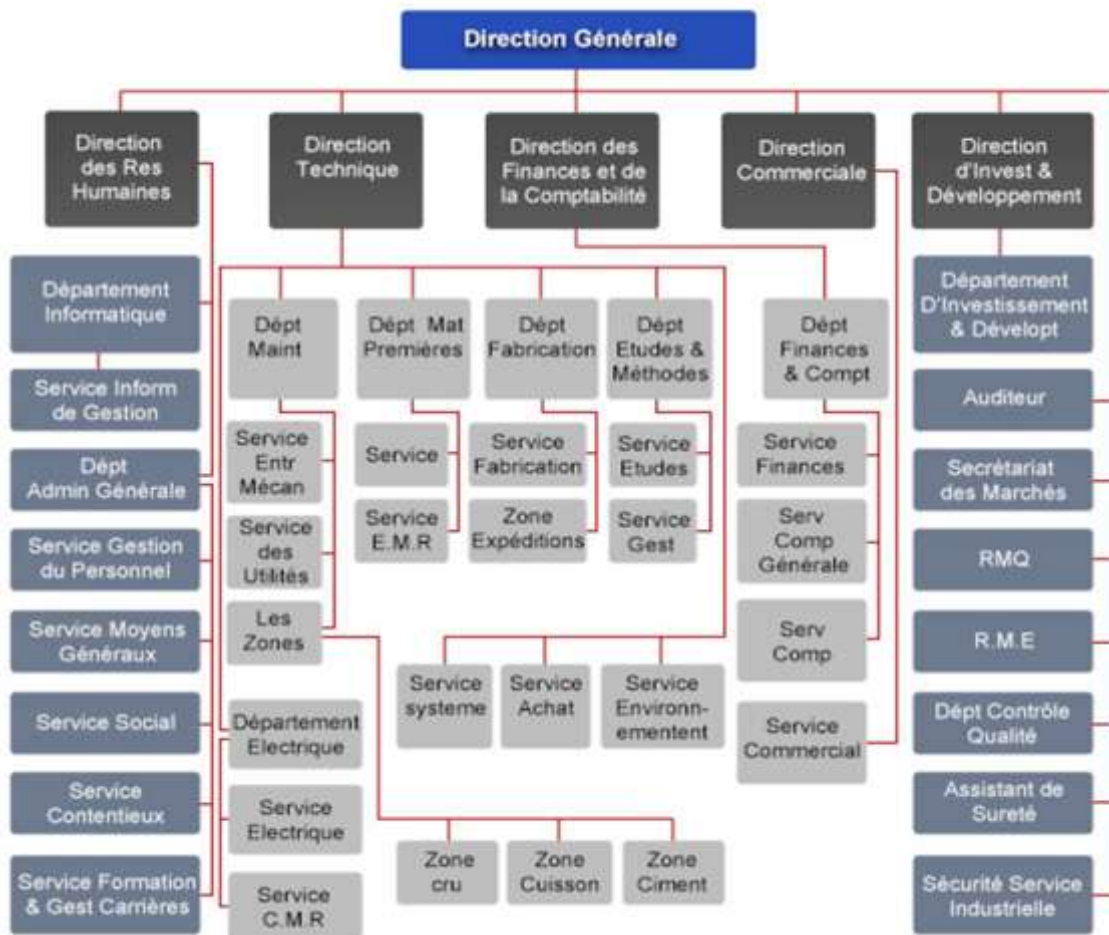 Direction Générale
Direction
des Res
Humaines
Direction
Technique
Direction des
Finances et de
la Comptabilité
Direction
Commerciale
Direction
d'Invest &
Développement
Département
Informatique
Service Inform
de Gestion
Dépt
Admin Générale
Service Gestion
du Personnel
Service Moyens
Généraux
Service Social
Service
Contentieux
Service Formation
& Gest Carrières
Dépt
Maint
Service
Entr
Mécan
Service
des
Utilités
Les
Zones
Département
Electrique
Service
Electrique
Service
C.M.R
Dépt Mat
Premières
Service
Service
E.M.R
Dépt
Fabrication
Service
Fabrication
Zone
Expéditions
Dépt
Etudes &
Méthodes
Service
Etudes
Service
Gest
Service
systeme
Service
Achat
Service
Environn-
ementent
Zone
cru
Zone
Cuisson
Zone
Ciment
Dépt
Finances
& Compt
Service
Finances
Serv
Comp
Générale
Serv
Comp
Service
Commercial
Département
D'Investissement
& Dévelopt
Auditeur
Secrétariat
des Marchés
RMQ
R.M.E
Dépt Contrôle
Qualité
Assistant de
Sureté
Sécurité Service
Industrielle